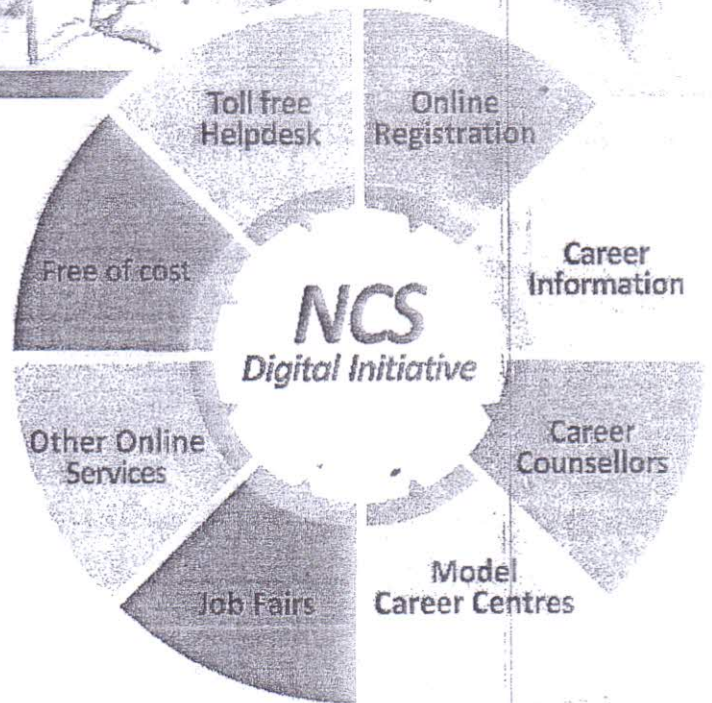 Toll free
Helpdesk
Online
Registration
Career
Information
Career
Counsellors
Model
Career Centres
Job Fairs
Other Online
Services
Free of cost
NCS
Digital Initiative